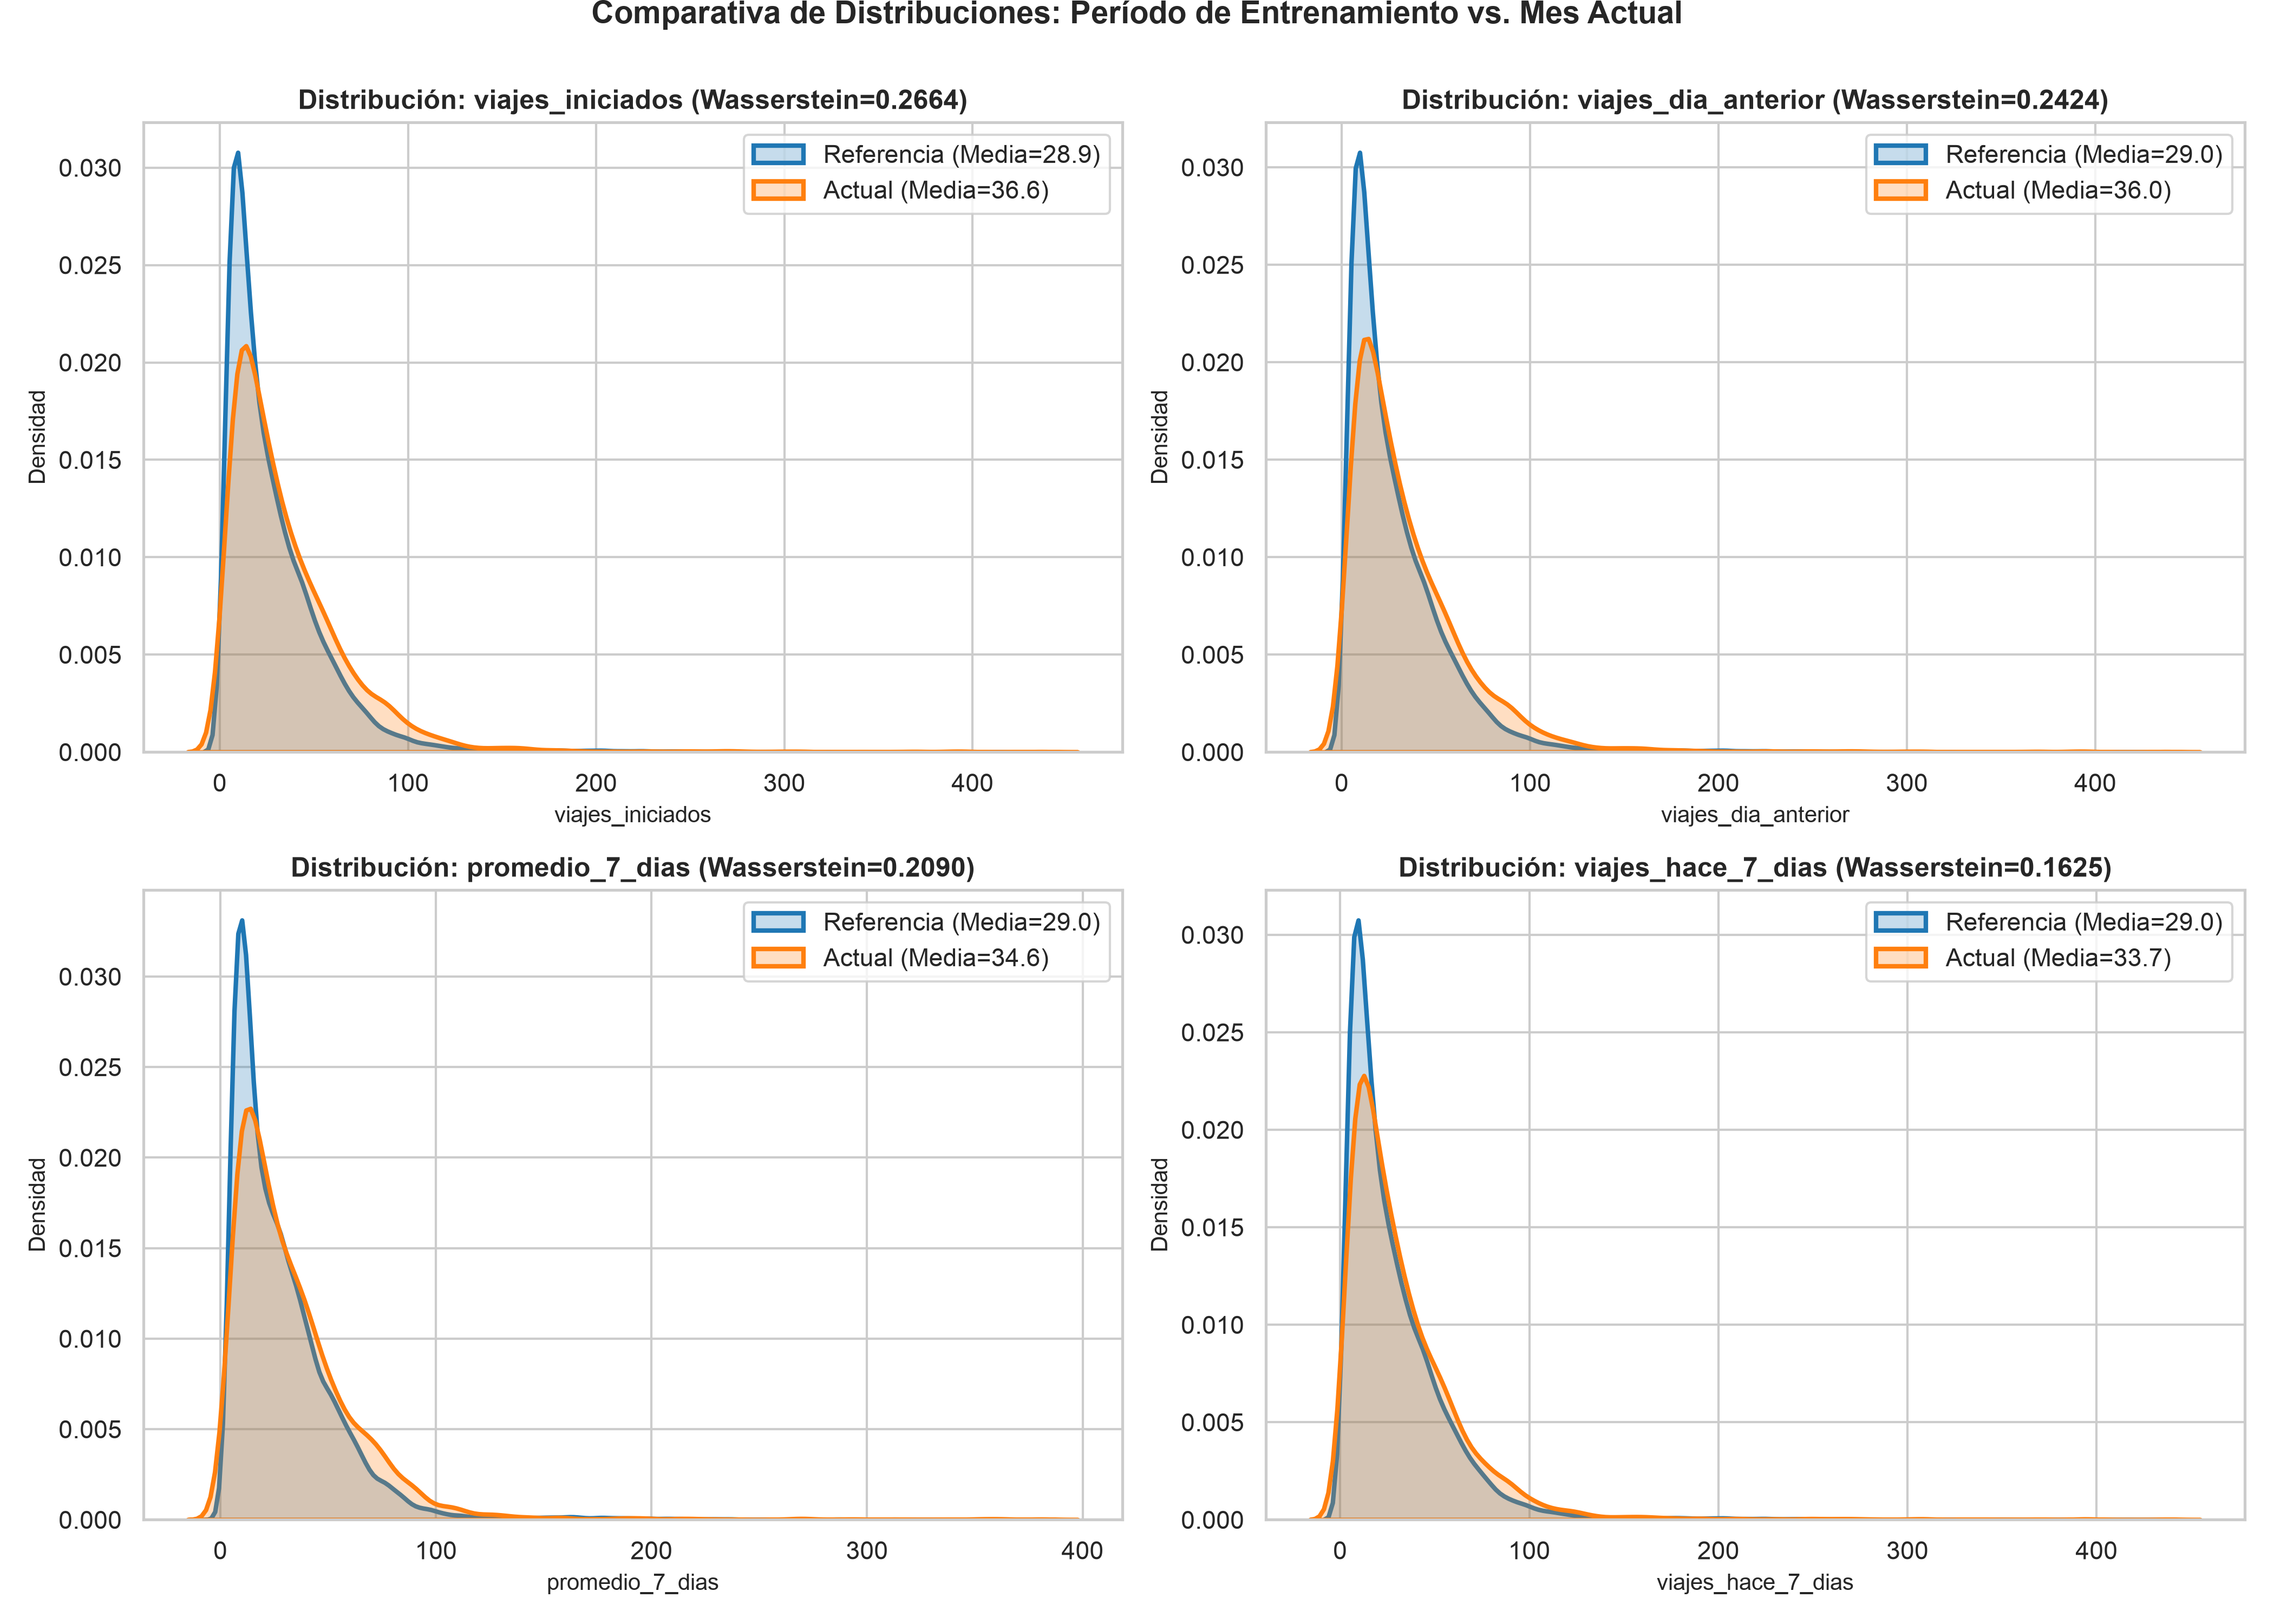 Comparativa de Distribuciones: Período de Entrenamiento vs. Mes Actual
Distribución: viajes_iniciados (Wasserstein=0.2664)
Referencia (Media=28.9)
Actual (Media=36.6)
0.030
0.025
0.020
0.015
0.010
0.005
0.000
Densidad
0
100
200
300
400
viajes_iniciados
Distribución: viajes_dia_anterior (Wasserstein=0.2424)
Referencia (Media=29.0)
Actual (Media=36.0)
0.030
0.025
0.020
0.015
0.010
0.005
0.000
Densidad
0
100
200
300
400
viajes_dia_anterior
Distribución: promedio_7_dias (Wasserstein=0.2090)
Referencia (Media=29.0)
Actual (Media=34.6)
0.030
0.025
0.020
0.015
0.010
0.005
0.000
Densidad
0
100
200
300
400
promedio_7_dias
Distribución: viajes_hace_7_dias (Wasserstein=0.1625)
Referencia (Media=29.0)
Actual (Media=33.7)
0.030
0.025
0.020
0.015
0.010
0.005
0.000
Densidad
0
100
200
300
400
viajes_hace_7_dias